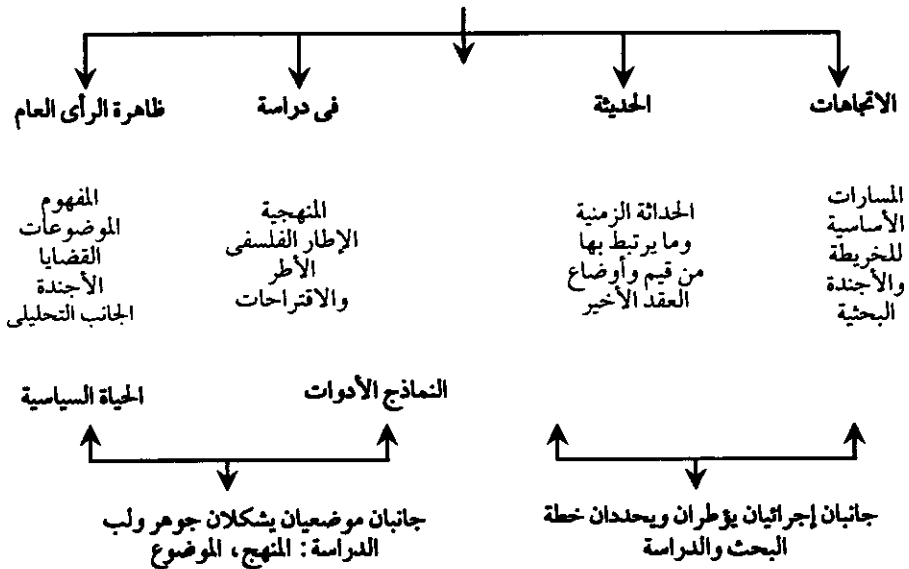 الاتجاهات
الحديثة
فى دراسة
ظاهرة الرأى العام
المسارات
الأساسية
للخريطة
والأجندة
البحثية
الحداثة الزمنية
وما يرتبط بها
من قيم وأوضاع
العقد الأخير
المنهجية
الإطار الفلسفى
الأطر
والاقتراحات
المفهوم
الموضوعات
القضايا
الأجندة
الجانب التحليلى
النماذج الأدوات
الحياة السياسية
جانبان إجرائيان يؤطران ويحددان خطة
البحث والدراسة
جانبان موضعيان يشكلان جوهر ولب
الدراسة : المنهج، الموضوع